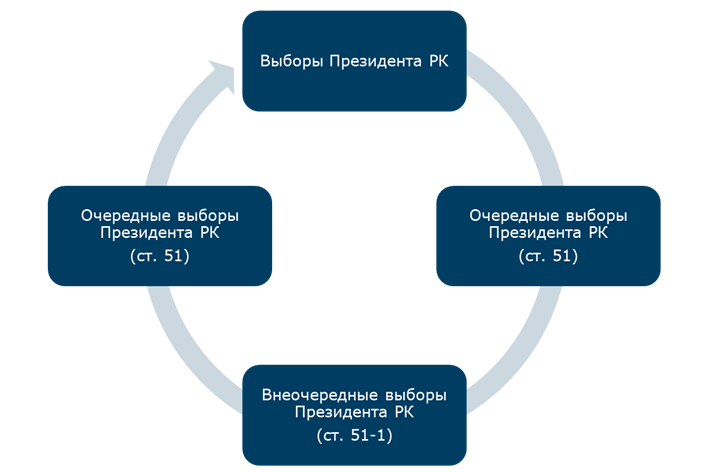 Выборы Президента РК
Очередные выборы
Президента РК
(ст. 51)
Очередные выборы
Президента РК
(ст. 51)
Внеочередные выборы
Президента РК
(ст. 51-1)